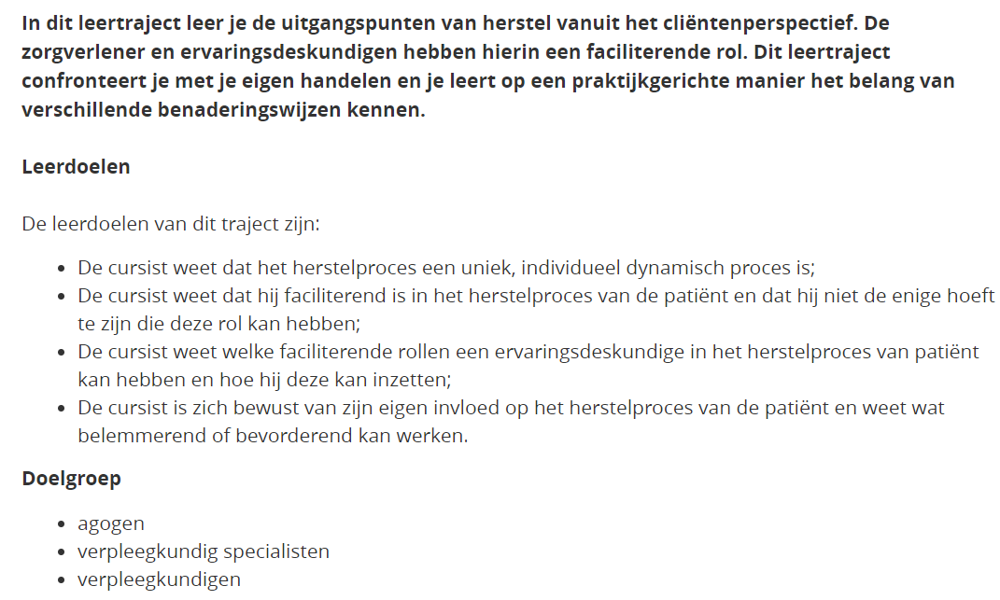 In dit leertraject leer je de uitgangspunten van herstel vanuit het cliëntenperspectief. De
zorgverlener en ervaringsdeskundigen hebben hierin een faciliterende rol. Dit leertraject
confronteert je met je eigen handelen en je leert op een praktijkgerichte manier het belang van
verschillende benaderingswijzen kennen.
Leerdoelen
De leerdoelen van dit traject zijn:
• De cursist weet dat het herstelproces een uniek, individueel dynamisch proces is;
• De cursist weet dat hij faciliterend is in het herstelproces van de patiënt en dat hij niet de enige hoeft
te zijn die deze rol kan hebben;
• De cursist weet welke faciliterende rollen een ervaringsdeskundige in het herstelproces van patiënt
kan hebben en hoe hij deze kan inzetten;
• De cursist is zich bewust van zijn eigen invloed op het herstelproces van de patiënt en weet wat
belemmerend of bevorderend kan werken.
Doelgroep
• agogen
• verpleegkundig specialisten
• verpleegkundigen